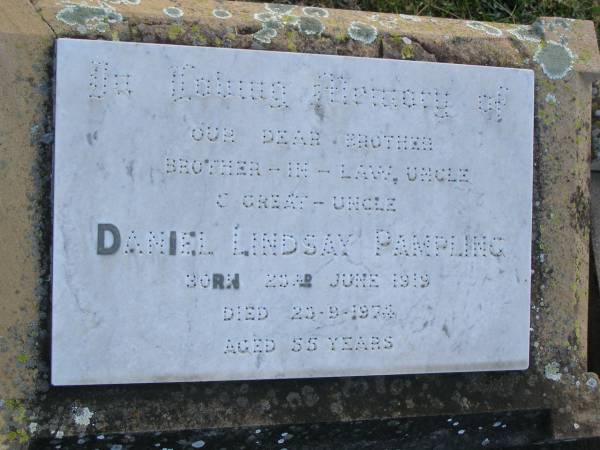 In Loving Memory of
OUR DEAR BROTHER
BROTHER-IN-LAW, UNCLE
& GREAT-UNCLE
DANIEL LINDSAY PAMPLING
BORN 23RD JUNE 1919
DIED 23-9-1974
AGED 55 YEARS